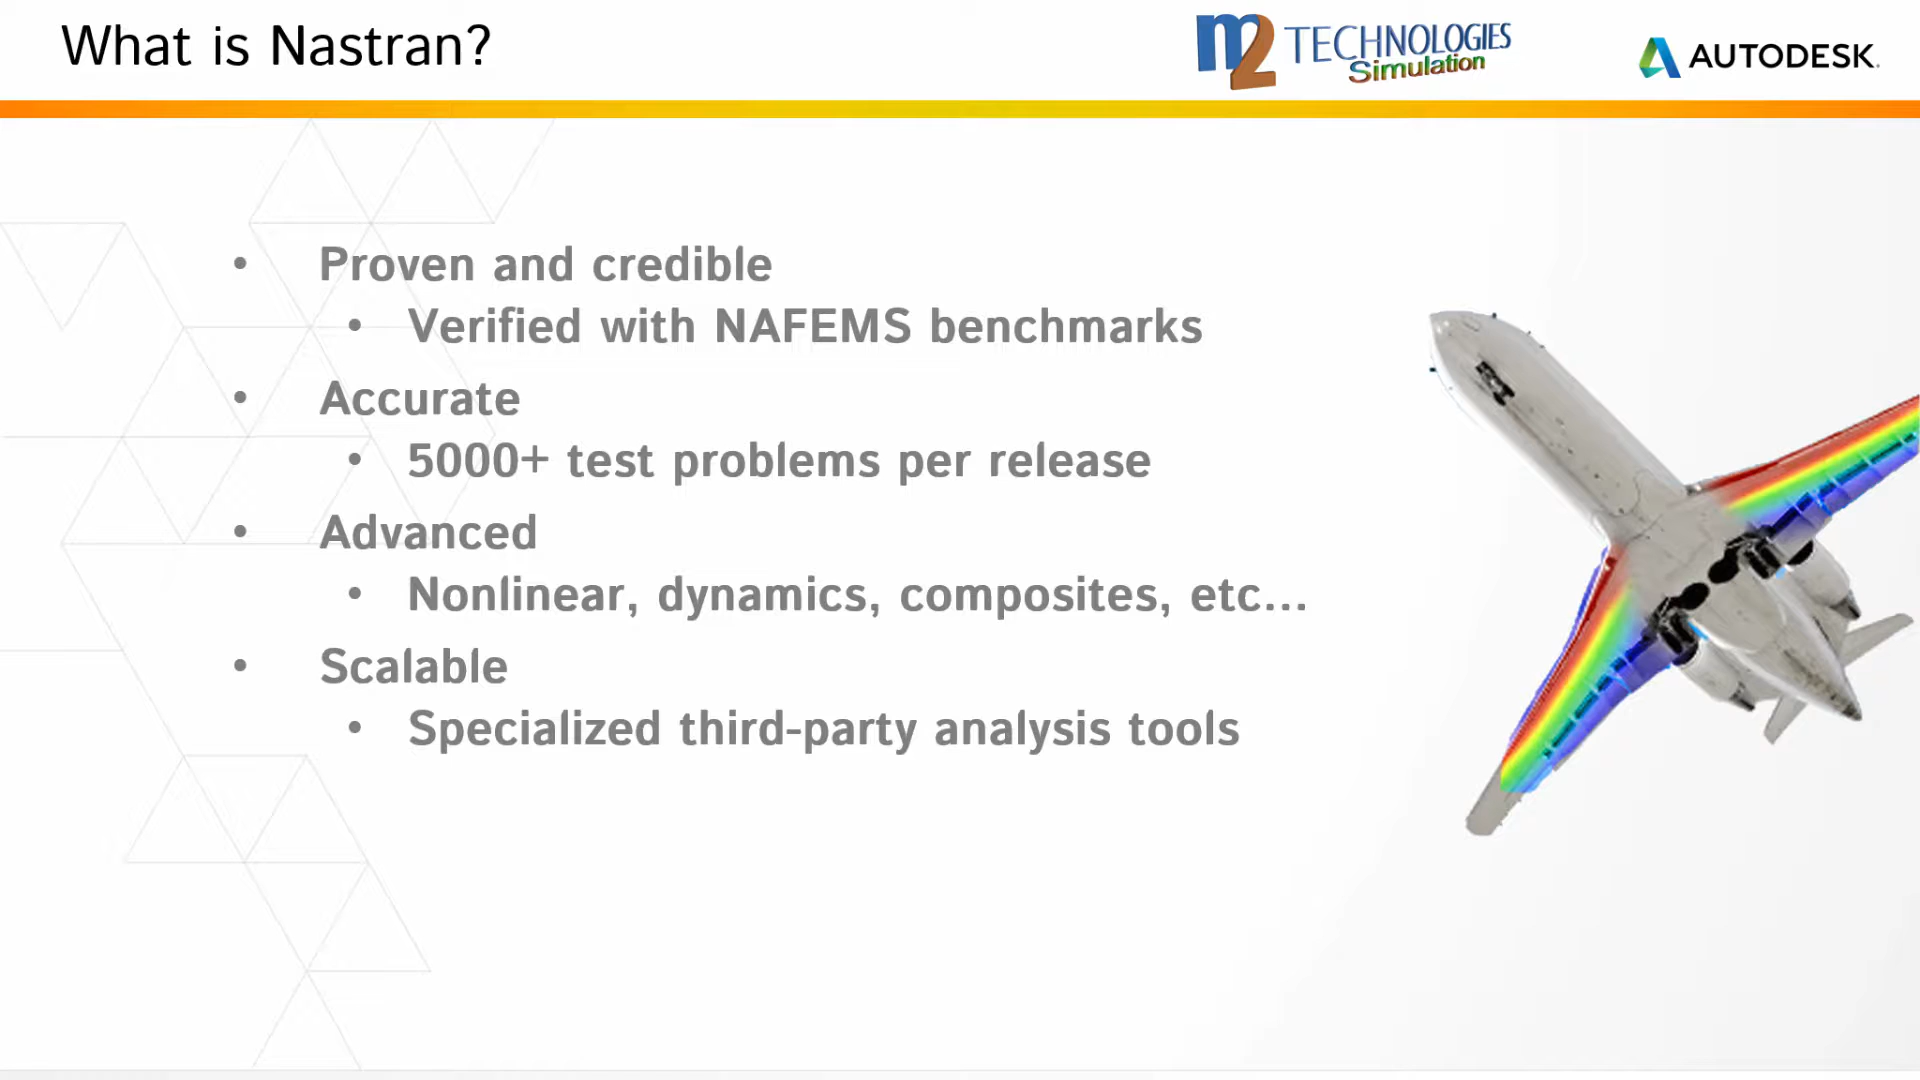 What is Nastran?
m2 TECHNOLOGIES
Simulation
AUTODESK.
• Proven and credible
• Verified with NAFEMS benchmarks
• Accurate
• 5000+ test problems per release
• Advanced
• Nonlinear, dynamics, composites, etc...
• Scalable
• Specialized third-party analysis tools